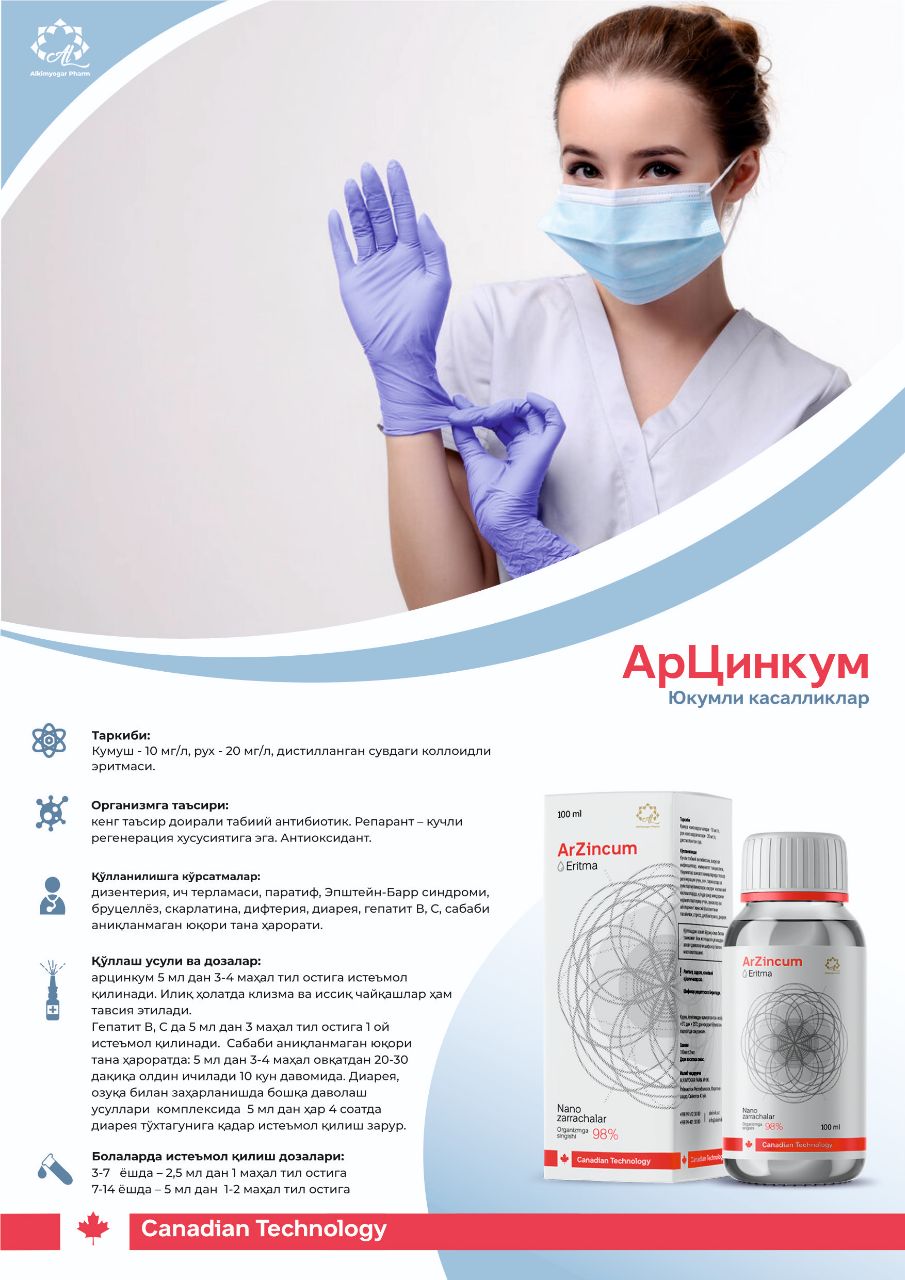 Alkimyogar Pharm
АрЦинкум
Юкумли касалликлар
Таркиби:
Кумуш - 10 мг/л, рух - 20 мг/л, дистилланган сувдаги коллоидли
эритмаси.
Организмга таъсири:
кенг таъсир доирали табиий антибиотик. Репарант – кучли
регенерация хусусиятига эга. Антиоксидант.
Қўлланилишга кўрсатмалар:
дизентерия, ич терламаси, паратиф, Эпштейн-Барр синдроми,
бруцеллёз, скарлатина, дифтерия, диарея, гепатит В, С, сабаби
аниқланмаган юқори тана ҳарорати.
Қўллаш усули ва дозалар:
арцинкум 5 мл дан 3-4 маҳал тил остига истеъмол
қилинади. Илиқ ҳолатда клизма ва иссиқ чайқашлар ҳам
тавсия этилади.
Гепатит В, С да 5 мл дан 3 маҳал тил остига 1 ой
истеъмол қилинади. Сабаби аниқланмаган юқори
тана ҳароратда: 5 мл дан 3-4 маҳал овқатдан 20-30
дақиқа олдин ичилади 10 кун давомида. Диарея,
озуқа билан заҳарланишда бошқа даволаш
усуллари комплексида 5 мл дан ҳар 4 соатда
диарея тўхтагунига қадар истеъмол қилиш зарур.
Болаларда истеъмол қилиш дозалари:
3-7 ёшда – 2,5 мл дан 1 маҳал тил остига
7-14 ёшда – 5 мл дан 1-2 маҳал тил остига
100 ml
ArZincum
Eritma
Nano
zarrachalar
Organizmga
singishi 98%
Canadian Technology
ArZincum
Eritma
Nano
zarrachalar
Organizmga
singishi 98%
100 ml
Canadian Technology
Canadian Technology